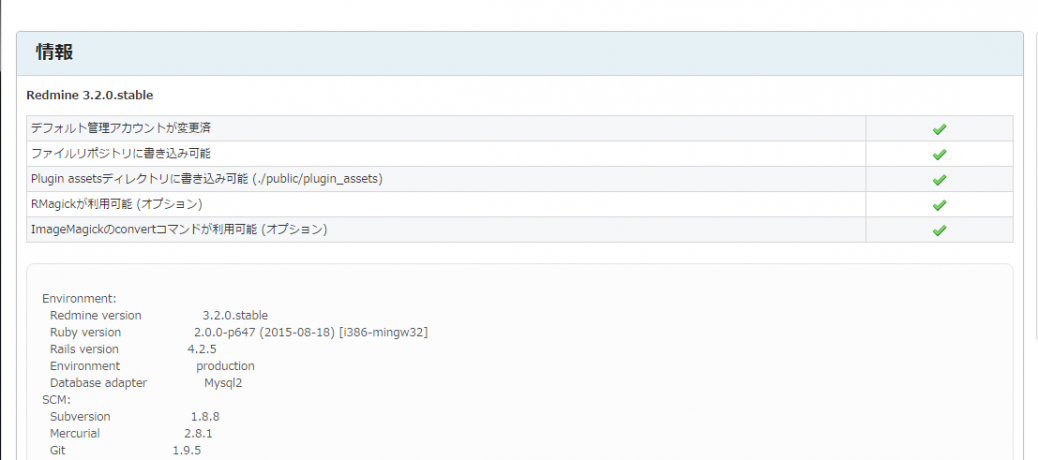 情報
Redmine 3.2.0.stable
デフォルト管理アカウントが変更済
ファイルリポジトリに書き込み可能
Plugin assetsディレクトリに書き込み可能 (./public/plugin_assets)
RMagickが利用可能 (オプション)
ImageMagickのconvertコマンドが利用可能 (オプション)
Environment:
Redmine version 3.2.0.stable
Ruby version 2.0.0-p647 (2015-08-18) [i386-mingw32]
Rails version 4.2.5
Environment production
Database adapter Mysql2
SCM:
Subversion 1.8.8
Mercurial 2.8.1
Git 1.9.5